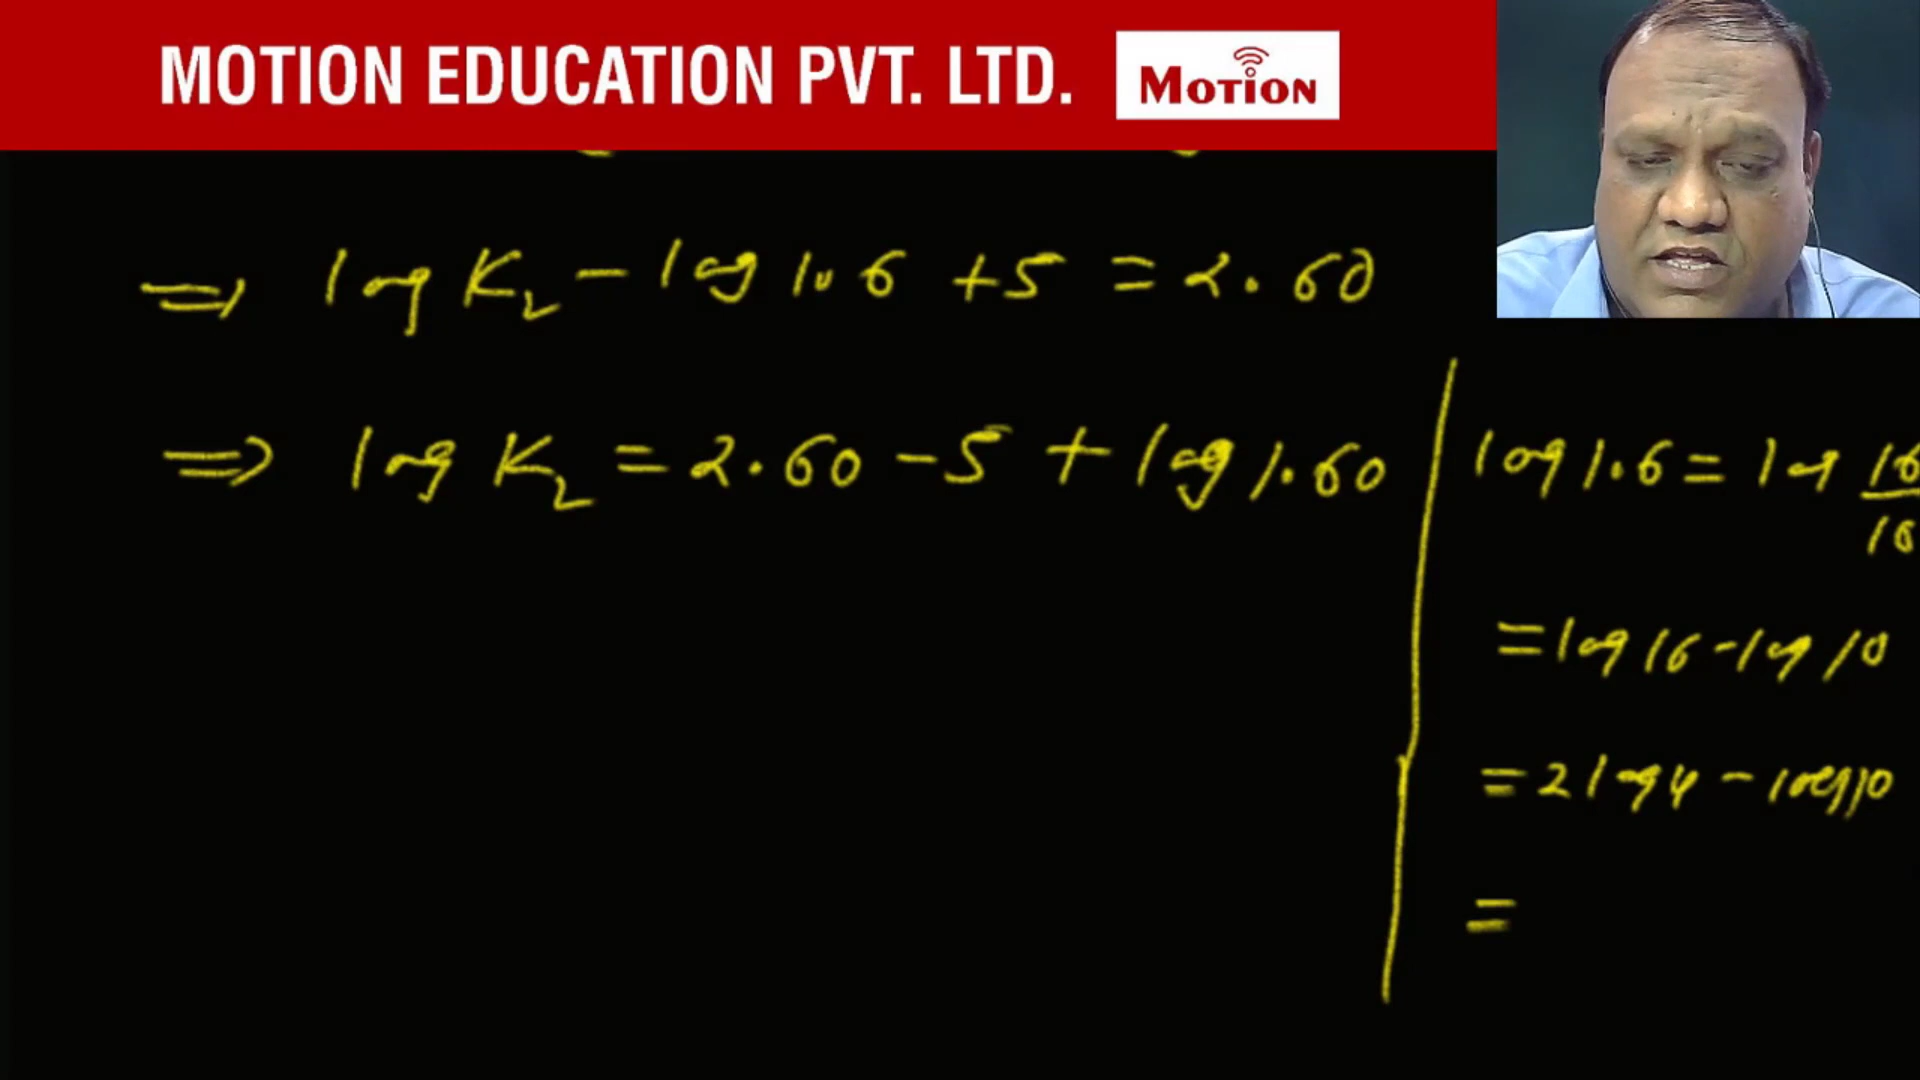 MOTION EDUCATION PVT. LTD.
MOTION
=> log K₂ - log 1.6 + 5 = 2.60
=> log K₂ = 2.60 - 5 + log 1.60
log 1.6 = log 16/10
= log 16 - log 10
= 2 log 4 - log 10
=